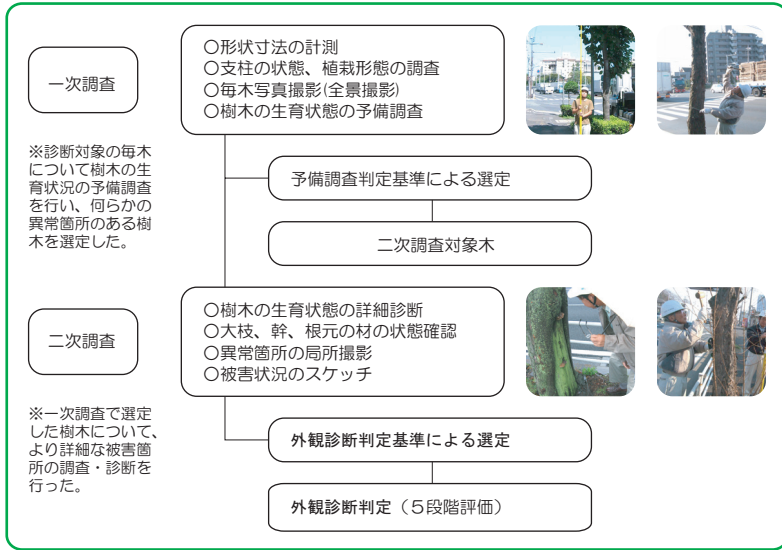 一次調査
○形状寸法の計測
○支柱の状態、植栽形態の調査
○毎木写真撮影(全景撮影)
○樹木の生育状態の予備調査
※診断対象の毎木
について樹木の生
育状況の予備調査
を行い、何らかの
異常箇所のある樹
木を選定した。
予備調査判定基準による選定
二次調査対象木
二次調査
○樹木の生育状態の詳細診断
○大枝、幹、根元の材の状態確認
○異常箇所の局所撮影
○被害状況のスケッチ
※一次調査で選定
した樹木について、
より詳細な被害箇
所の調査・診断を
行った。
外観診断判定基準による選定
外観診断判定（５段階評価）